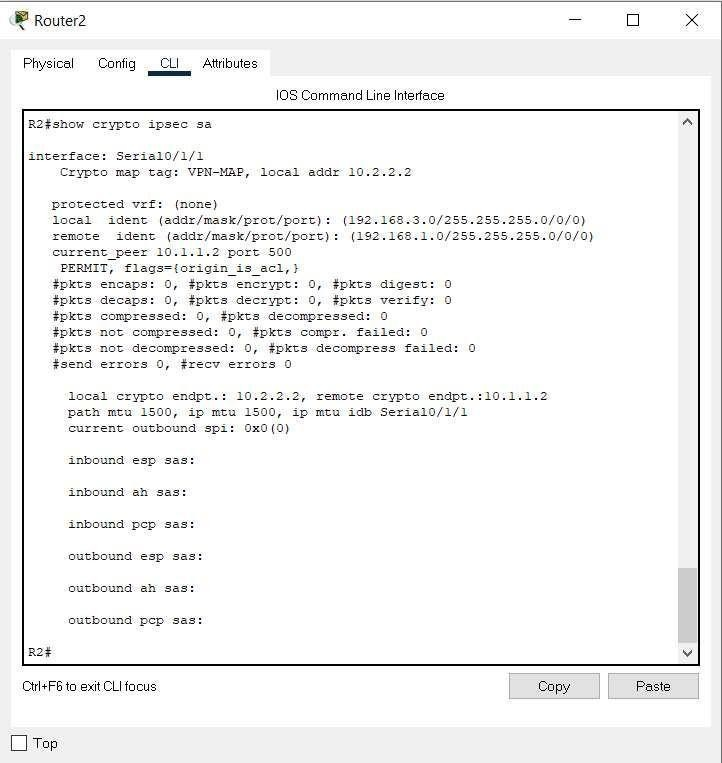 Router2
Physical Config CLI Attributes
IOS Command Line Interface
R2#show crypto ipsec sa
interface: Serial0/1/1
Crypto map tag: VPN-MAP, local addr 10.2.2.2
protected vrf: (none)
local  ident (addr/mask/prot/port): (192.168.3.0/255.255.255.0/0/0)
remote  ident (addr/mask/prot/port): (192.168.1.0/255.255.255.0/0/0)
current_peer 10.1.1.2 port 500
PERMIT, flags={origin_is_acl,}
#pkts encaps: 0, #pkts encrypt: 0, #pkts digest: 0
#pkts decaps: 0, #pkts decrypt: 0, #pkts verify: 0
#pkts compressed: 0, #pkts decompressed: 0
#pkts not compressed: 0, #pkts compr. failed: 0
#pkts not decompressed: 0, #pkts decompress failed: 0
#send errors 0, #recv errors 0
local crypto endpt.: 10.2.2.2, remote crypto endpt.:10.1.1.2
path mtu 1500, ip mtu 1500, ip mtu idb Serial0/1/1
current outbound spi: 0x0(0)
inbound esp sas:
inbound ah sas:
inbound pcp sas:
outbound esp sas:
outbound ah sas:
outbound pcp sas:
R2#
Ctrl+F6 to exit CLI focus
Copy Paste
Top